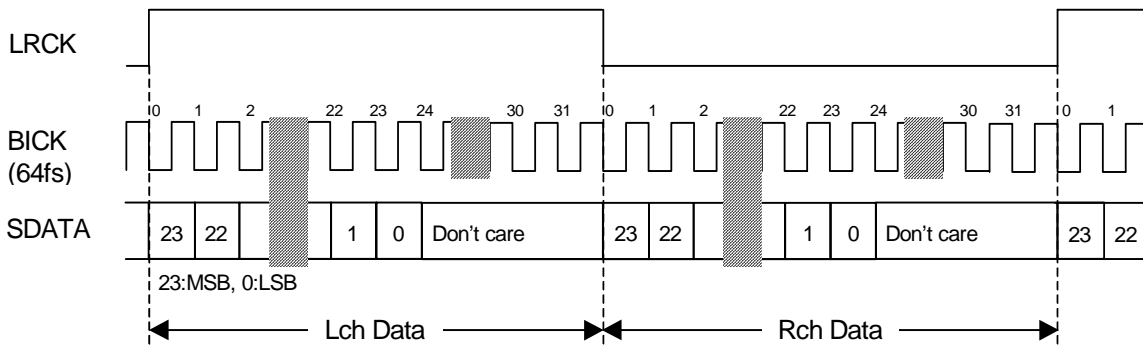 LRCK
0 1 2 22 23 24 30 31 0 1 2 22 23 24 30 31 0 1
BICK
(64fs)
SDATA 23 22 1 0 Don't care 23 22 1 0 Don't care 23 22
23:MSB, 0:LSB
Lch Data Rch Data